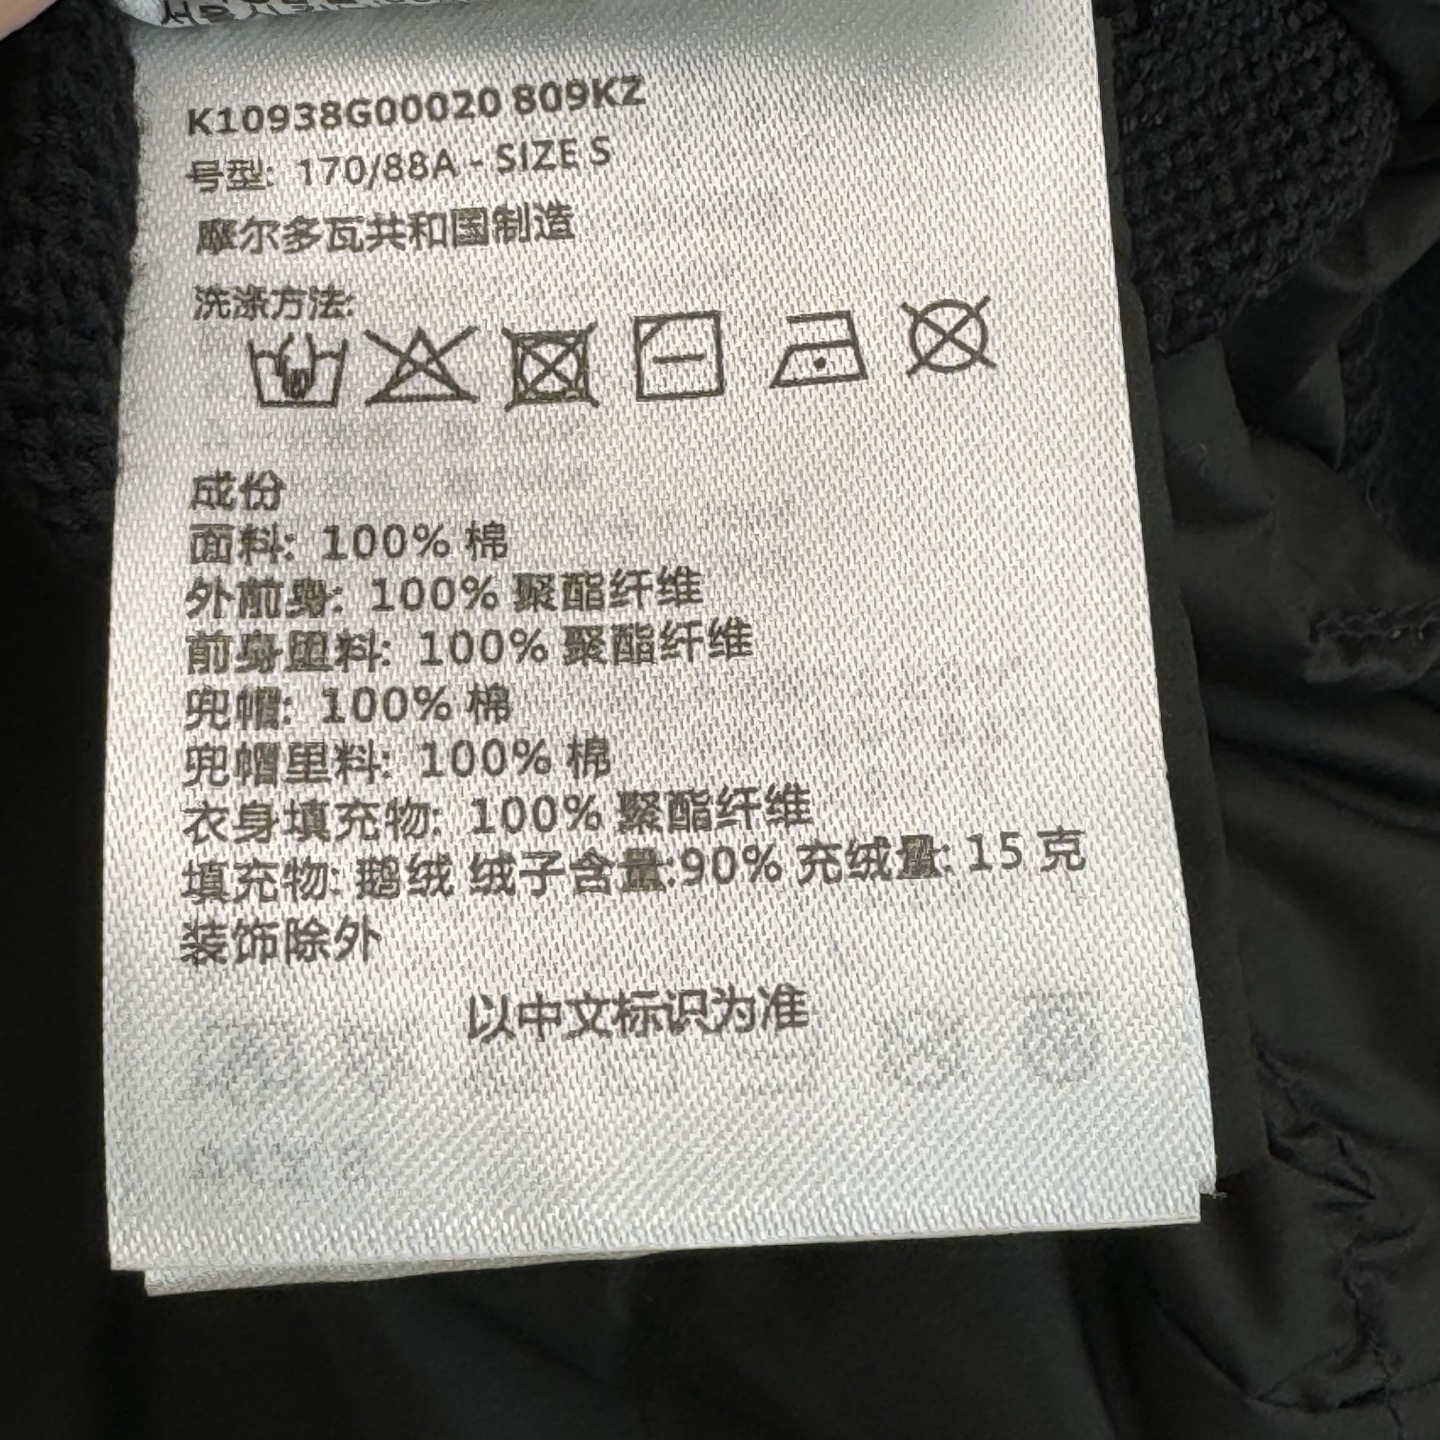 K10938G00020 809KZ
号型: 170/88A - SIZE S
摩尔多瓦共和国制造
洗涤方法:
成份
面料: 100% 棉
外前身: 100% 聚酯纤维
前身里料: 100% 聚酯纤维
兜帽: 100% 棉
兜帽里料: 100% 棉
衣身填充物: 100% 聚酯纤维
填充物: 鹅绒 绒子含量:90% 充绒量: 15 克
装饰除外
以中文标识为准